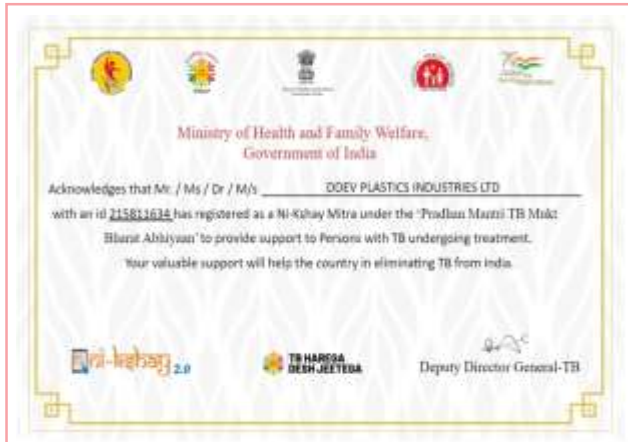 Ministry of Health and Family Welfare,
Government of India
Acknowledges that Mr. / Ms / Dr / M/s DDEV PLASTICS INDUSTRIES LTD
with an id 215811634 has registered as a Ni-Kshay Mitra under the 'Pradhan Mantri TB Mukt
Bharat Abhiyaan' to provide support to Persons with TB undergoing treatment.
Your valuable support will help the country in eliminating TB from India.
ni-kshay 2.0
TB HAREGA
DESH JEETEGA
Deputy Director General-TB